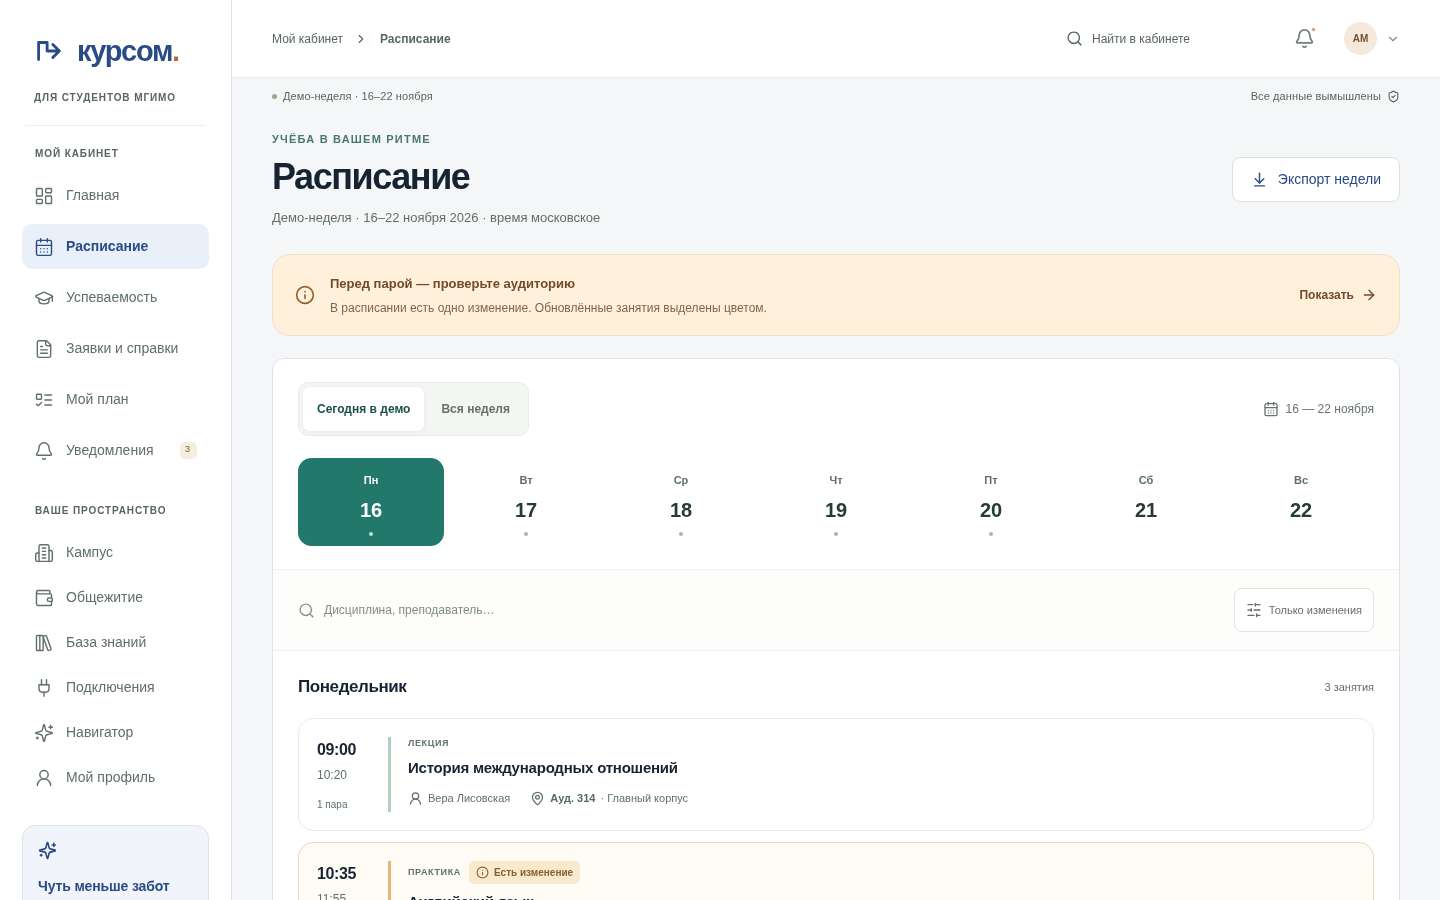 курсом.
ДЛЯ СТУДЕНТОВ МГИМО
МОЙ КАБИНЕТ
Главная
Расписание
Успеваемость
Заявки и справки
Мой план
Уведомления 3
ВАШЕ ПРОСТРАНСТВО
Кампус
Общежитие
База знаний
Подключения
Навигатор
Мой профиль
Чуть меньше забот
Мой кабинет Расписание
Найти в кабинете
АМ
Демо-неделя · 16–22 ноября
Все данные вымышлены
УЧЁБА В ВАШЕМ РИТМЕ
Расписание
Демо-неделя · 16–22 ноября 2026 · время московское
Экспорт недели
Перед парой — проверьте аудиторию
В расписании есть одно изменение. Обновлённые занятия выделены цветом.
Показать
Сегодня в демо Вся неделя
16 — 22 ноября
Пн Вт Ср Чт Пт Сб Вс
16 17 18 19 20 21 22
Дисциплина, преподаватель…
Только изменения
Понедельник
3 занятия
09:00
10:20
1 пара
ЛЕКЦИЯ
История международных отношений
Вера Лисовская Ауд. 314 · Главный корпус
10:35
11:55
ПРАКТИКА Есть изменение
Английский язык